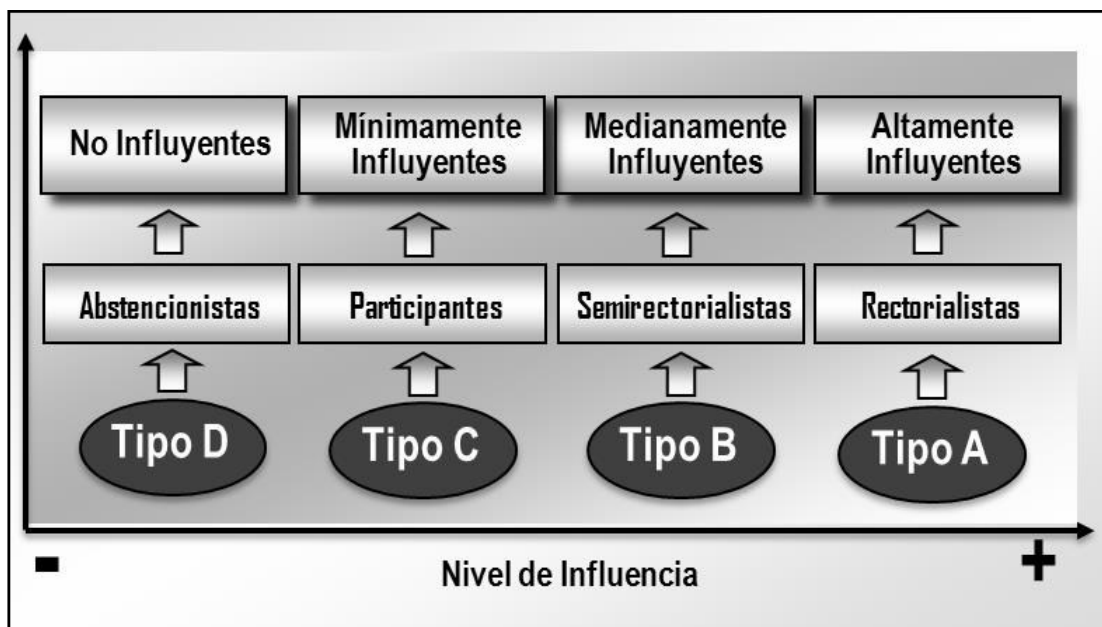 No Influyentes
Mínimamente
Influyentes
Medianamente
Influyentes
Altamente
Influyentes
Abstencionistas
Participantes
Semirectorialistas
Rectorialistas
Tipo D
Tipo C
Tipo B
Tipo A
-
+
Nivel de Influencia